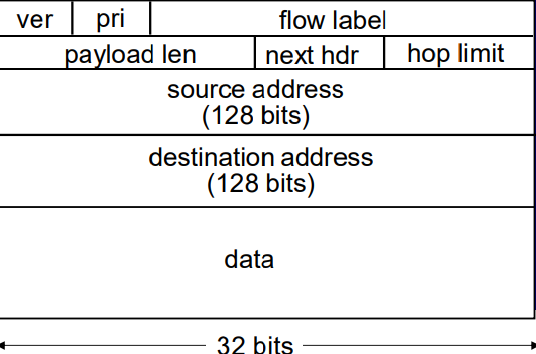 ver pri flow label
payload len next hdr hop limit
source address
(128 bits)
destination address
(128 bits)
data
32 bits